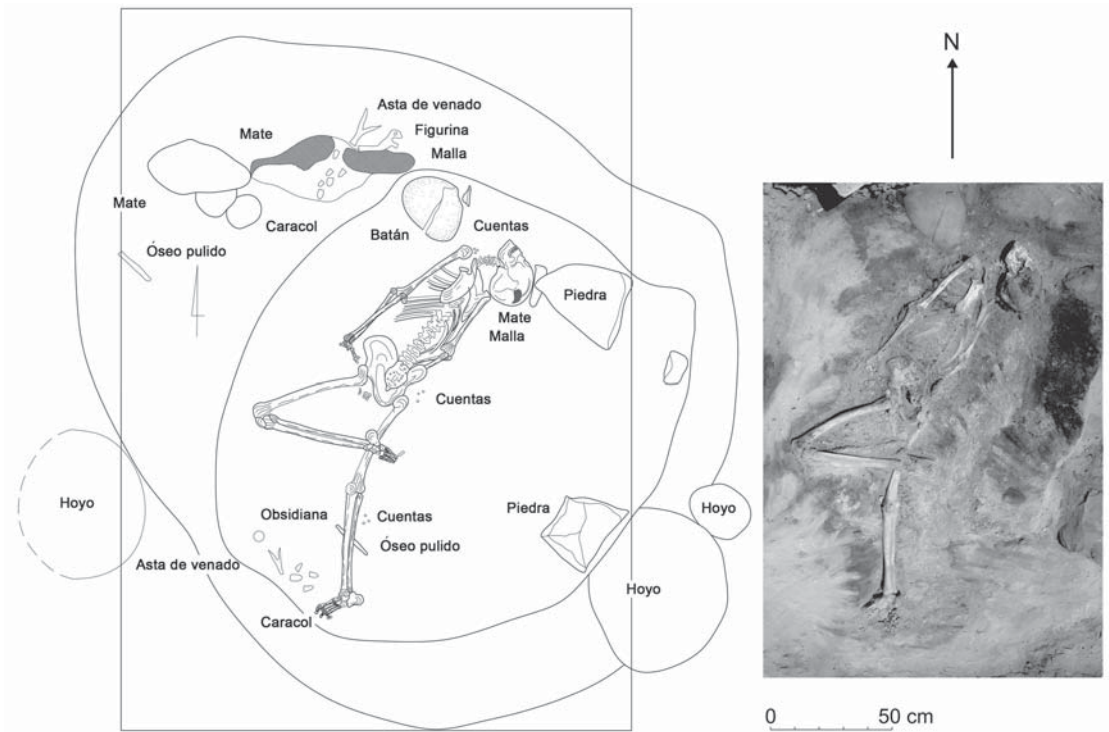 N
Asta de venado
Mate
Figurina
Malla
Mate
Caracol
Cuentas
Batán
Óseo pulido
Piedra
Mate
Malla
Cuentas
Hoyo
Piedra
Hoyo
Obsidiana
Cuentas
Óseo pulido
Asta de venado
Hoyo
Caracol
0 50 cm